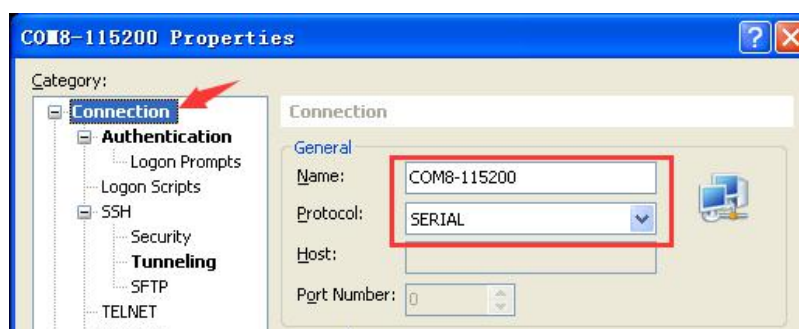 COM8-115200 Properties
Category:
Connection
Authentication
Logon Prompts
Logon Scripts
SSH
Security
Tunneling
SFTP
TELNET
Connection
General
Name: COM8-115200
Protocol: SERIAL
Host:
Port Number: 0